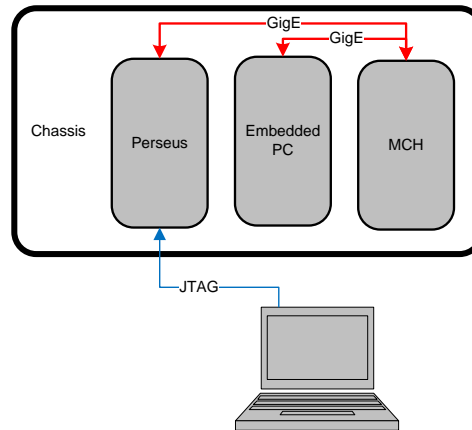 GigE
GigE
Chassis
Perseus
Embedded
PC
MCH
JTAG